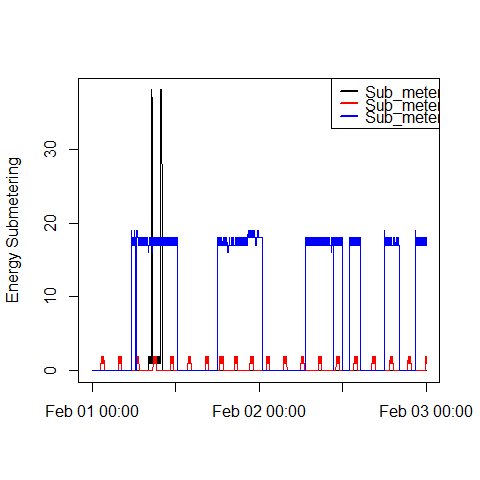 Sub_meter
Sub_meter
Sub_meter
Energy Submetering
30
20
10
0
Feb 01 00:00
Feb 02 00:00
Feb 03 00:00